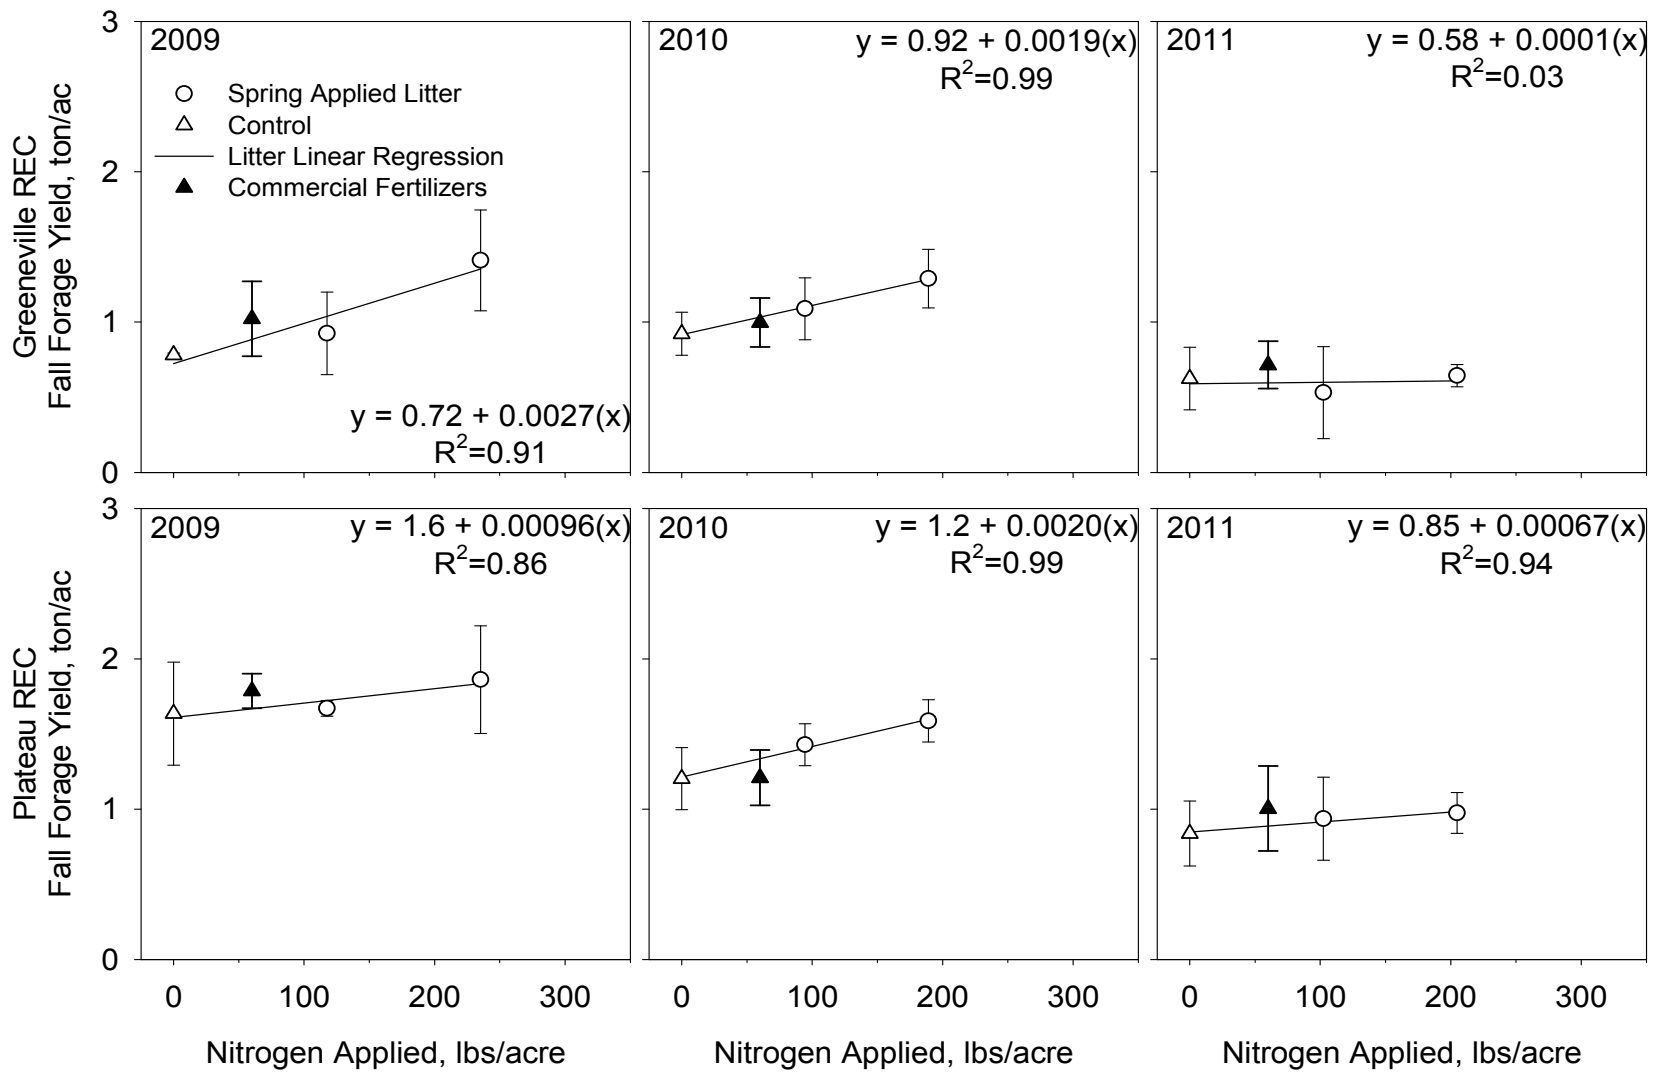 3
2
1
0
Greneville REC
Fall Forage Yield, ton/ac
2009
Spring Applied Litter
Control
Litter Linear Regression
Commercial Fertilizers
y = 0.72 + 0.0027(x)
R²=0.91
2010
y = 0.92 + 0.0019(x)
R²=0.99
2011
y = 0.58 + 0.0001(x)
R²=0.03
3
2
1
0
Plateau REC
Fall Forage Yield, ton/ac
2009
y = 1.6 + 0.00096(x)
R²=0.86
2010
y = 1.2 + 0.0020(x)
R²=0.99
2011
y = 0.85 + 0.00067(x)
R²=0.94
0 100 200 300
0 100 200 300
0 100 200 300
Nitrogen Applied, lbs/acre
Nitrogen Applied, lbs/acre
Nitrogen Applied, lbs/acre